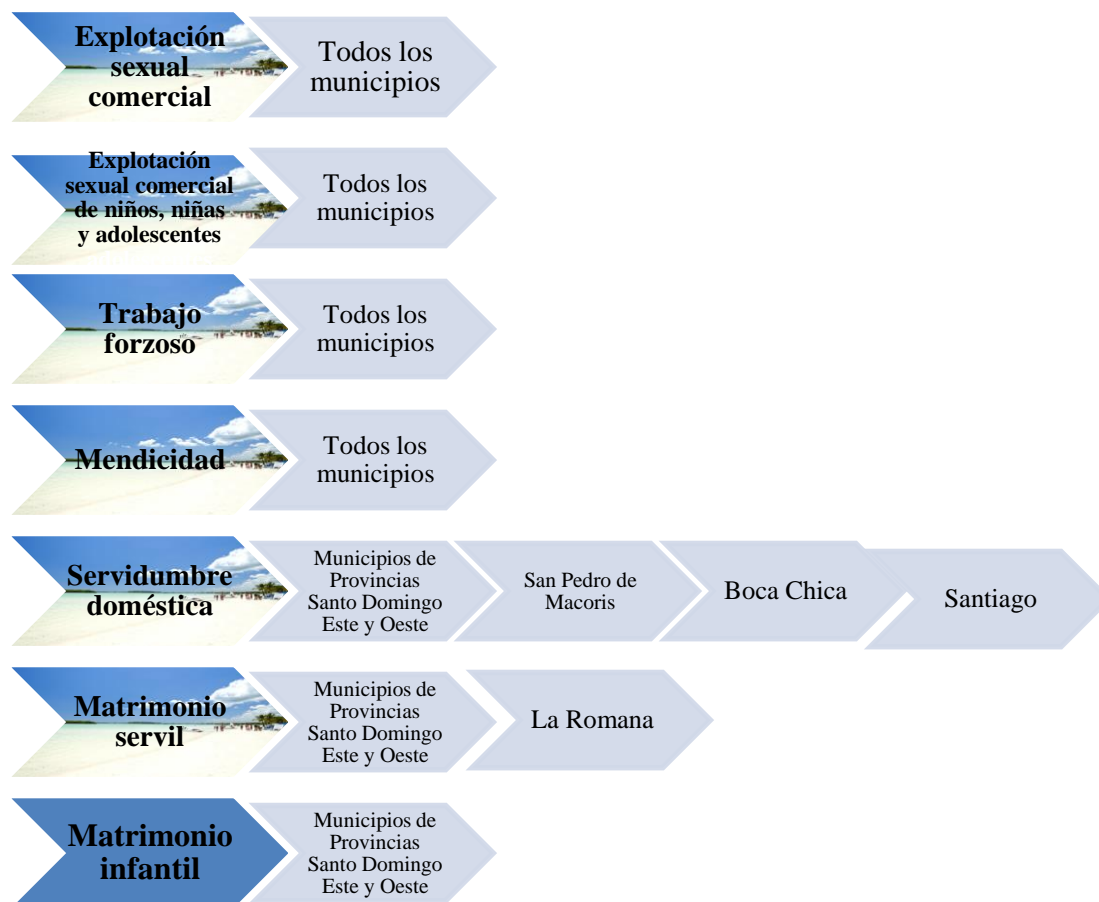 Explotación
sexual
comercial
Todos los
municipios
Explotación
sexual comercial
de niños, niñas
y adolescentes
Todos los
municipios
Trabajo
forzoso
Todos los
municipios
Mendicidad
Todos los
municipios
Servidumbre
doméstica
Municipios de
Provincias
Santo Domingo
Este y Oeste
San Pedro de
Macoris
Boca Chica
Santiago
Matrimonio
servil
Municipios de
Provincias
Santo Domingo
Este y Oeste
La Romana
Matrimonio
infantil
Municipios de
Provincias
Santo Domingo
Este y Oeste